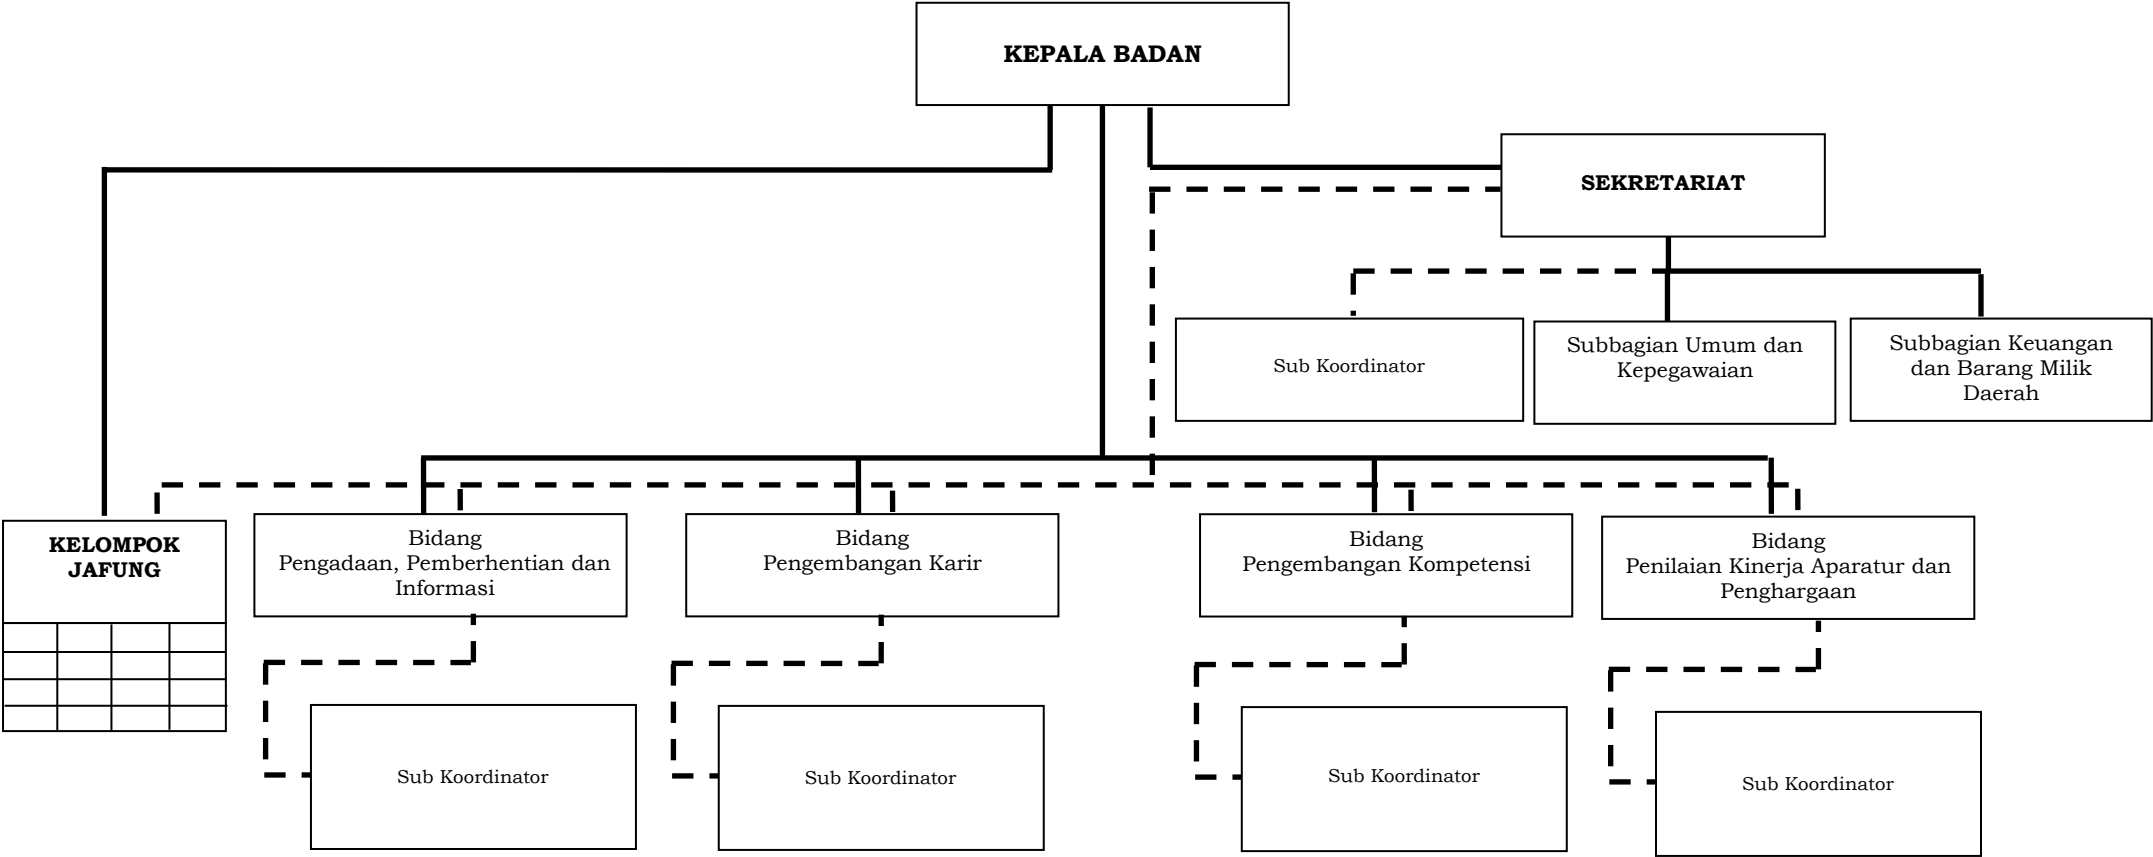 KEPALA BADAN
SEKRETARIAT
Sub Koordinator
Subbagian Umum dan
Kepegawaian
Subbagian Keuangan
dan Barang Milik
Daerah
KELOMPOK
JAFUNG
Bidang
Pengadaan, Pemberhentian dan
Informasi
Bidang
Pengembangan Karir
Bidang
Pengembangan Kompetensi
Bidang
Penilaian Kinerja Aparatur dan
Penghargaan
Sub Koordinator
Sub Koordinator
Sub Koordinator
Sub Koordinator